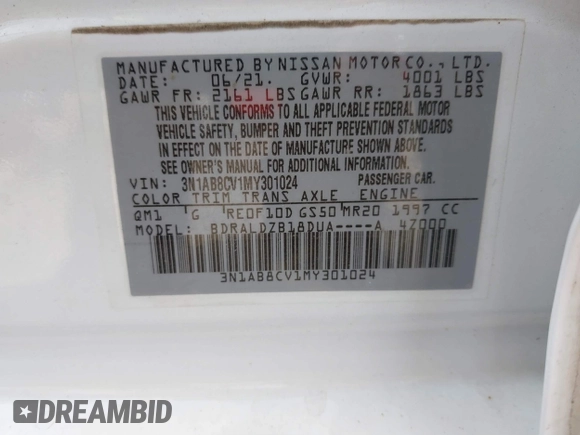 MANUFACTURED BY NISSAN MOTOR CO., LTD.
DATE: 06/21. GVWR: 4001 LBS
GAWR FR: 2161 LBS GAWR RR: 1863 LBS
THIS VEHICLE CONFORMS TO ALL APPLICABLE FEDERAL MOTOR
VEHICLE SAFETY, BUMPER AND THEFT PREVENTION STANDARDS
IN EFFECT ON THE DATE OF MANUFACTURE SHOWN ABOVE.
SEE OWNER'S MANUAL FOR ADDITIONAL INFORMATION.
VIN: 3N1AB8CV1MY301024 PASSENGER CAR.
COLOR TRIM TRANS AXLE ENGINE
QM1 G RE0F10D GS50 MR20 1997 CC
MODEL: BDRALDZB18DUA----A 4Z000
3N1AB8CV1MY301024
DREAMBID